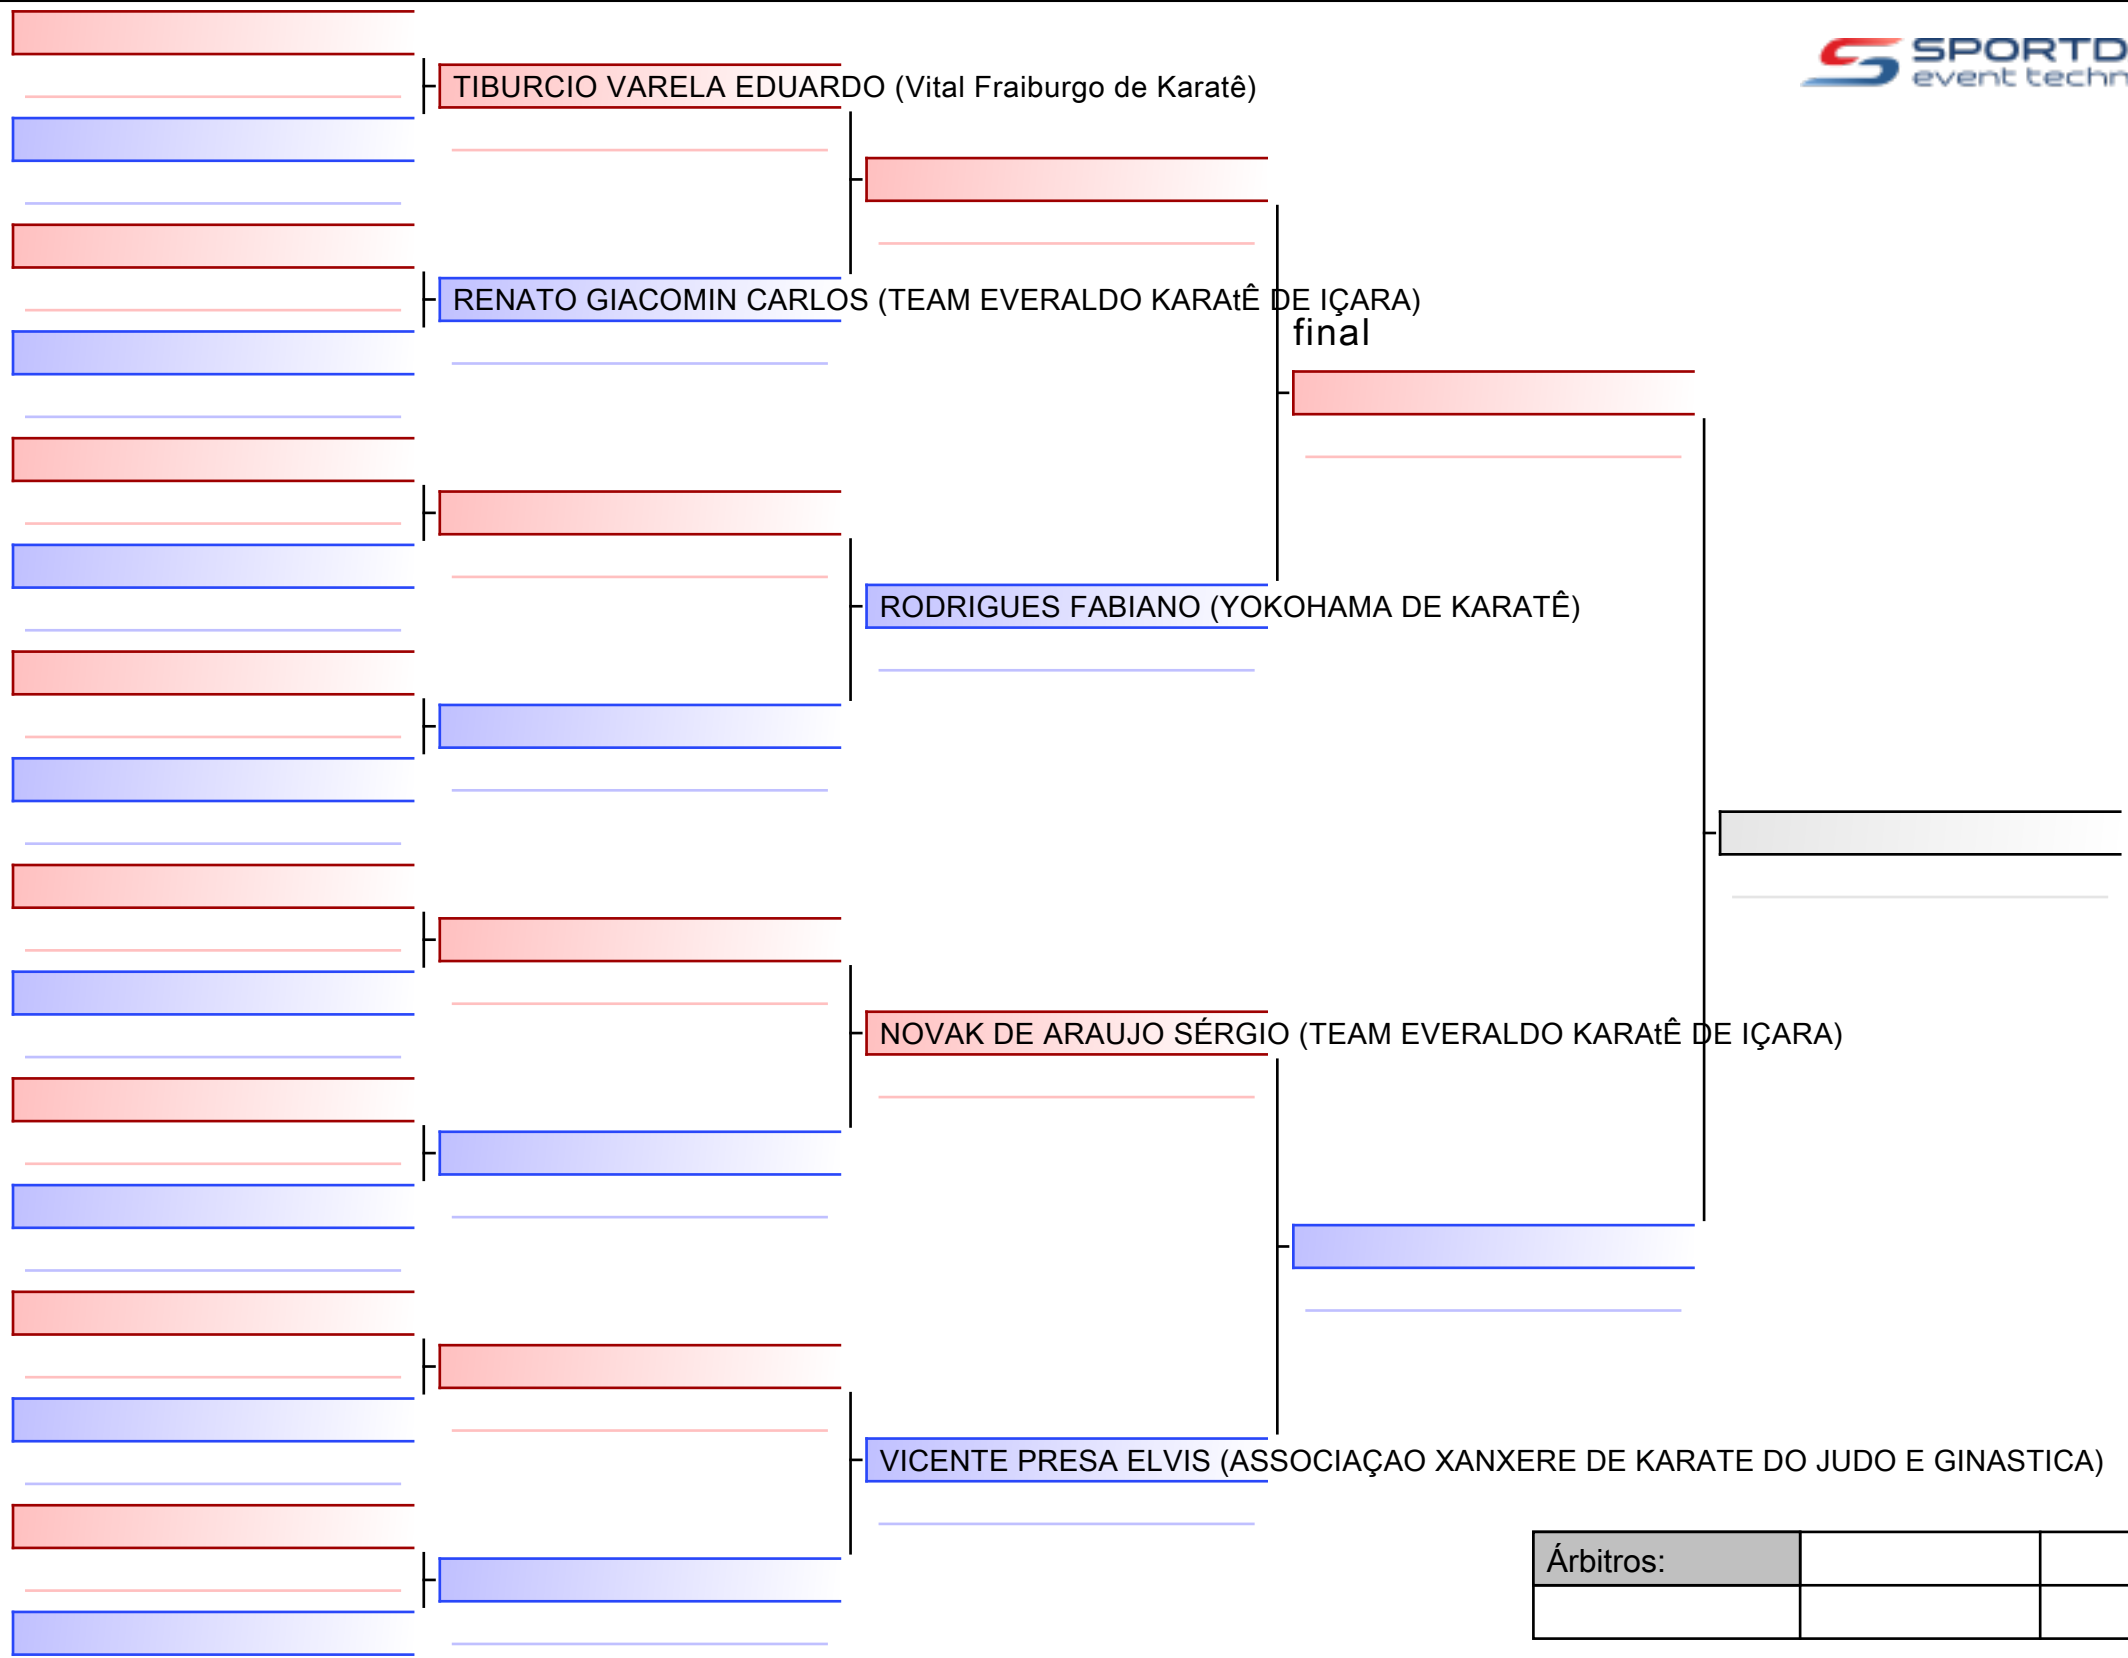 SPORTD
event techn
TIBURCIO VARELA EDUARDO (Vital Fraiburgo de Karatê)
RENATO GIACOMIN CARLOS (TEAM EVERALDO KARAtÊ DE IÇARA)
final
RODRIGUES FABIANO (YOKOHAMA DE KARATÊ)
NOVAK DE ARAUJO SÉRGIO (TEAM EVERALDO KARAtÊ DE IÇARA)
VICENTE PRESA ELVIS (ASSOCIAÇAO XANXERE DE KARATE DO JUDO E GINASTICA)
Árbitros: